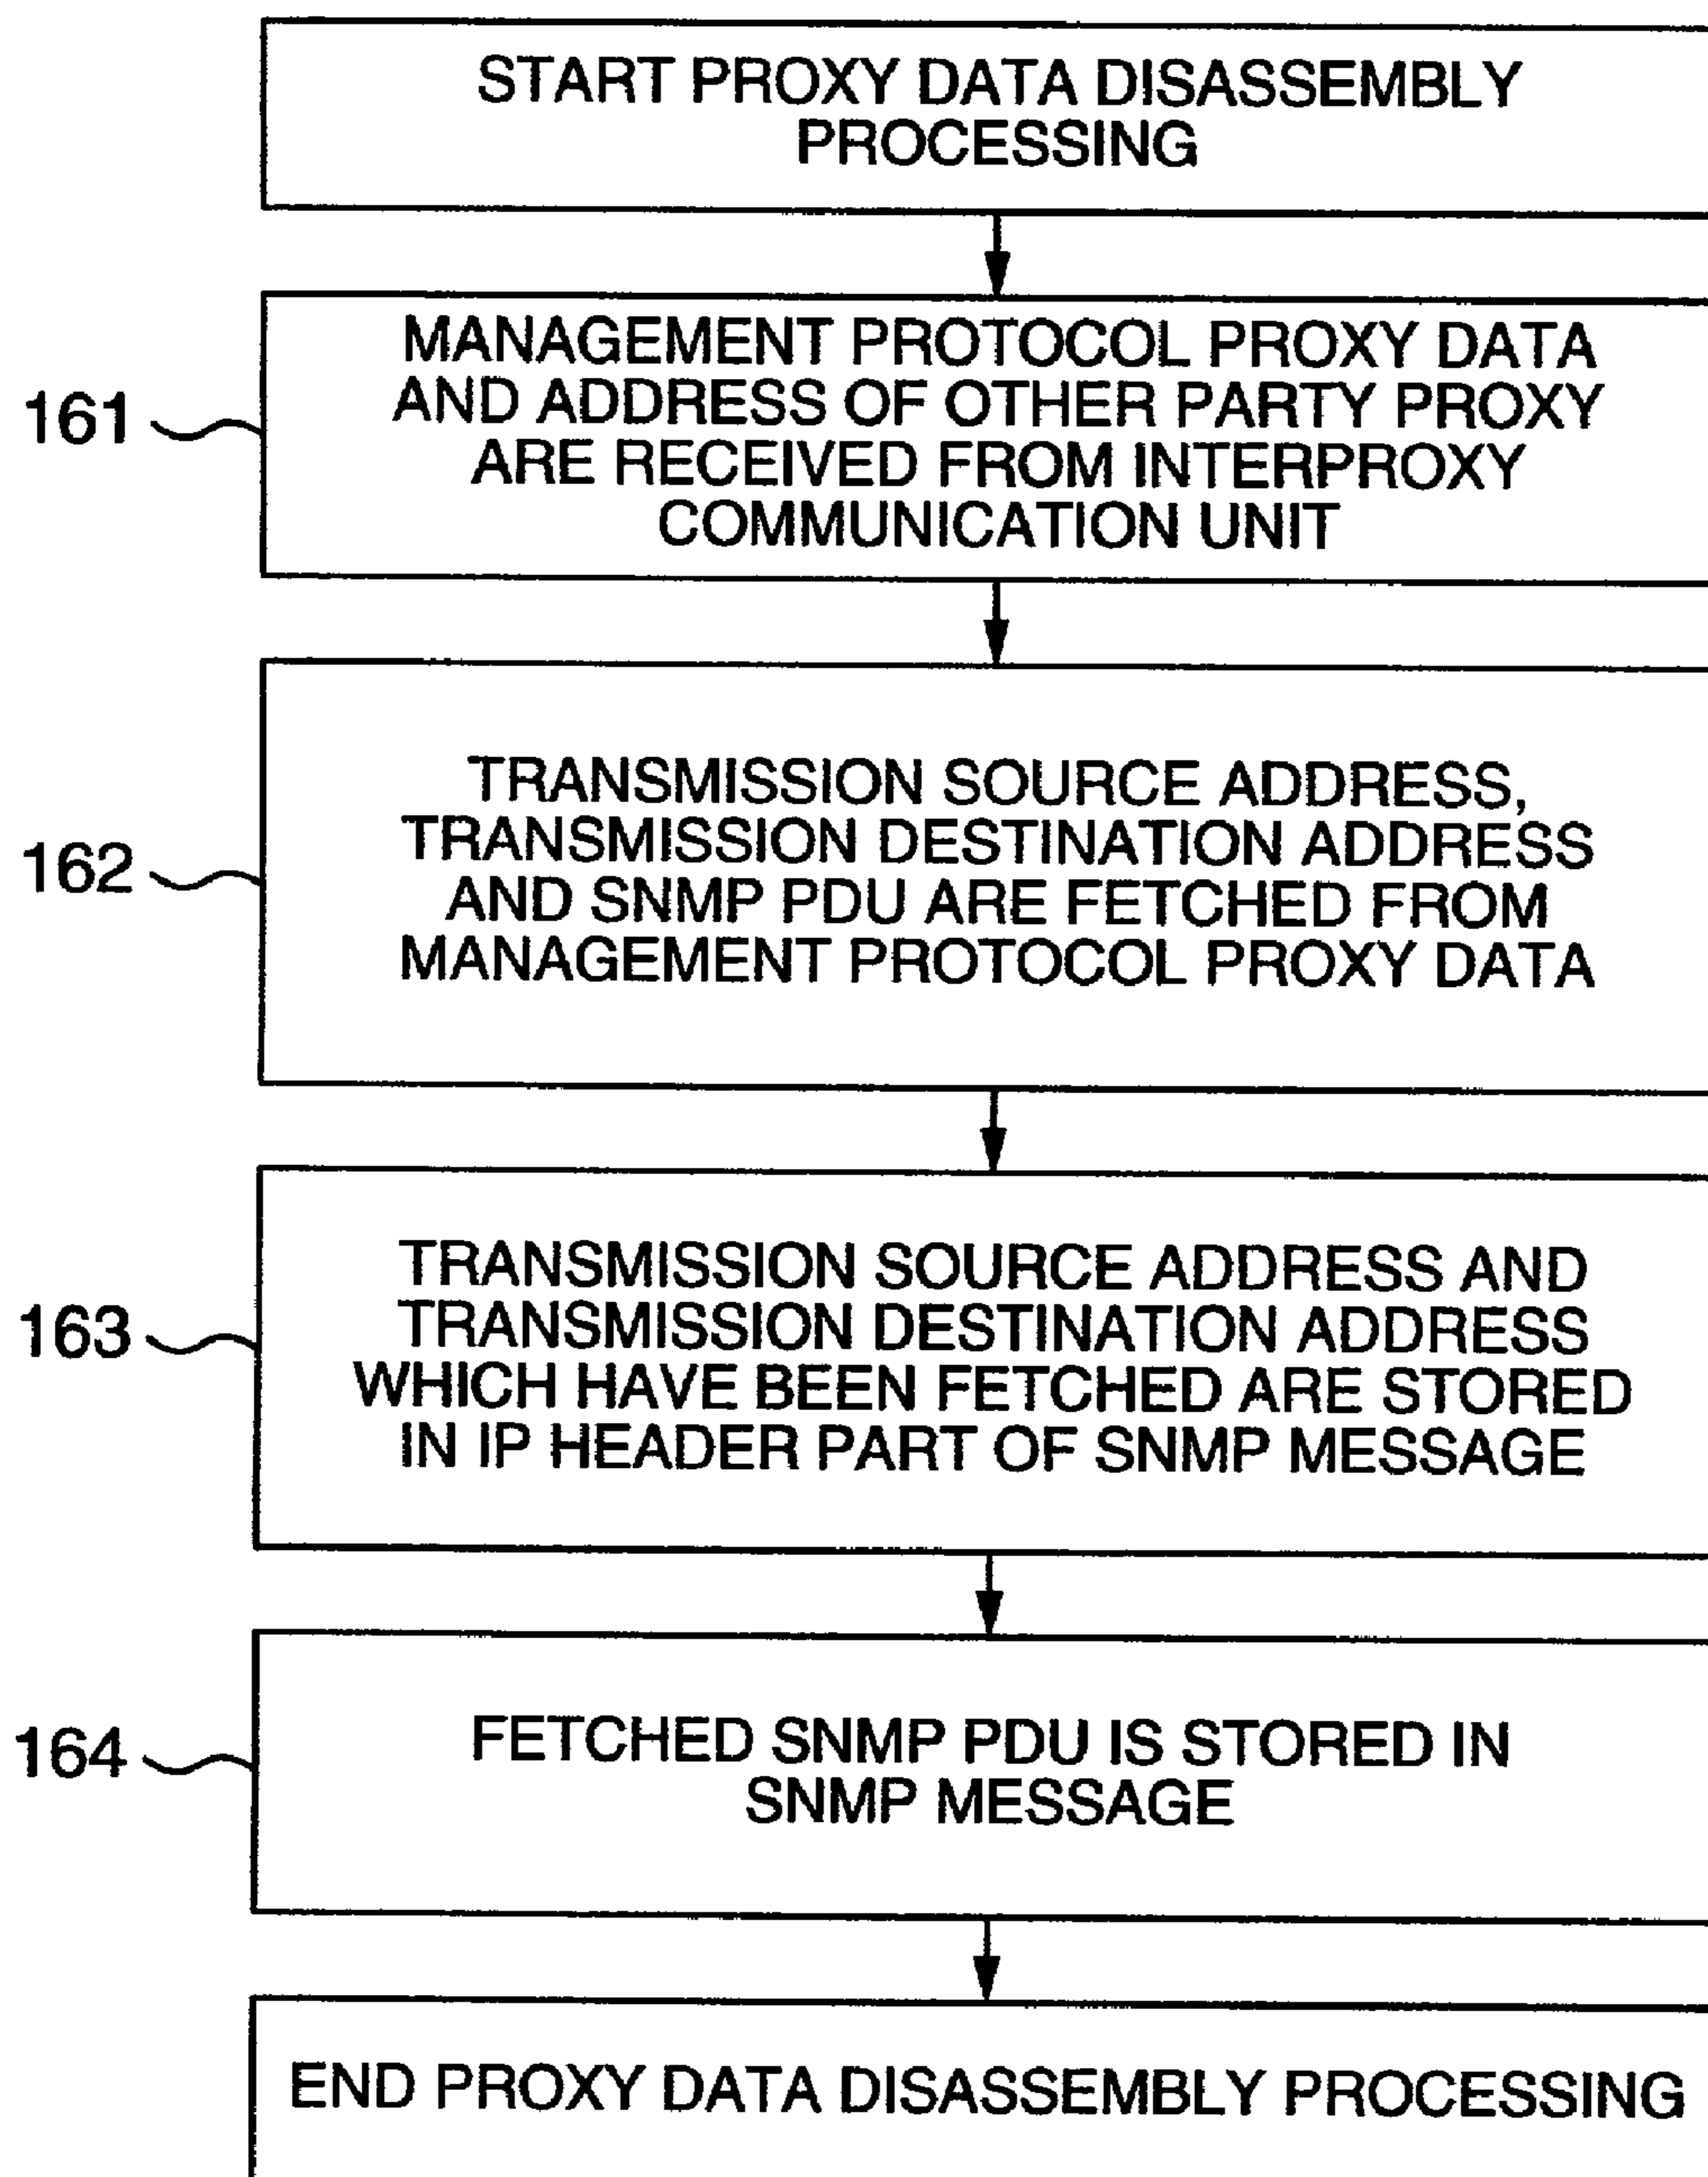 START PROXY DATA DISASSEMBLY
PROCESSING
161
MANAGEMENT PROTOCOL PROXY DATA
AND ADDRESS OF OTHER PARTY PROXY
ARE RECEIVED FROM INTERPROXY
COMMUNICATION UNIT
162
TRANSMISSION SOURCE ADDRESS,
TRANSMISSION DESTINATION ADDRESS
AND SNMP PDU ARE FETCHED FROM
MANAGEMENT PROTOCOL PROXY DATA
163
TRANSMISSION SOURCE ADDRESS AND
TRANSMISSION DESTINATION ADDRESS
WHICH HAVE BEEN FETCHED ARE STORED
IN IP HEADER PART OF SNMP MESSAGE
164
FETCHED SNMP PDU IS STORED IN
SNMP MESSAGE
END PROXY DATA DISASSEMBLY PROCESSING